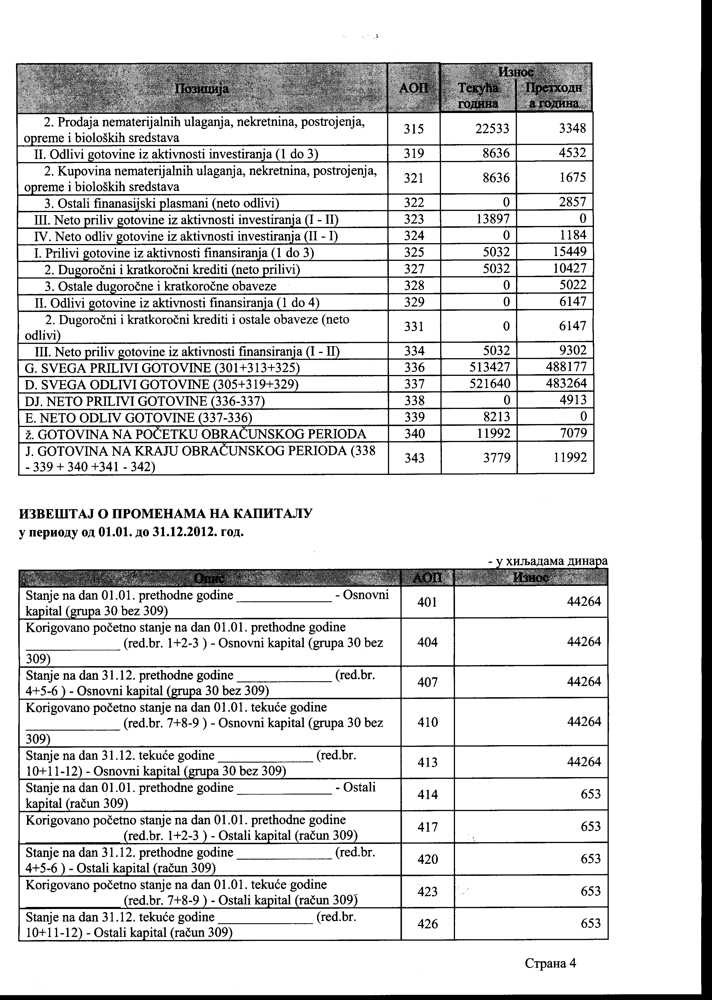 Позиција АОП Износ
Текућа Претходн
година а година
2. Prodaja nematerijalnih ulaganja, nekretnina, postrojenja,
opreme i bioloških sredstava 315 22533 3348
II. Odlivi gotovine iz aktivnosti investiranja (1 do 3) 319 8636 4532
2. Kupovina nematerijalnih ulaganja, nekretnina, postrojenja,
opreme i bioloških sredstava 321 8636 1675
3. Ostali finanasijski plasmani (neto odlivi) 322 0 2857
III. Neto priliv gotovine iz aktivnosti investiranja (I - II) 323 13897 0
IV. Neto odliv gotovine iz aktivnosti investiranja (II - I) 324 0 1184
I. Prilivi gotovine iz aktivnosti finansiranja (1 do 3) 325 5032 15449
2. Dugoročni i kratkoročni krediti (neto prilivi) 327 5032 10427
3. Ostale dugoročne i kratkoročne obaveze 328 0 5022
II. Odlivi gotovine iz aktivnosti finansiranja (1 do 4) 329 0 6147
2. Dugoročni i kratkoročni krediti i ostale obaveze (neto
odlivi) 331 0 6147
III. Neto priliv gotovine iz aktivnosti finansiranja (I - II) 334 5032 9302
G. SVEGA PRILIVI GOTOVINE (301+313+325) 336 513427 488177
D. SVEGA ODLIVI GOTOVINE (305+319+329) 337 521640 483264
DJ. NETO PRILIVI GOTOVINE (336-337) 338 0 4913
E. NETO ODLIV GOTOVINE (337-336) 339 8213 0
ž. GOTOVINA NA POČETKU OBRAČUNSKOG PERIODA 340 11992 7079
J. GOTOVINA NA KRAJU OBRAČUNSKOG PERIODA (338
- 339 + 340 +341 - 342) 343 3779 11992
ИЗВЕШТАЈ О ПРОМЕНАМА НА КАПИТАЛУ
у периоду од 01.01. до 31.12.2012. год.
- у хиљадама динара
Опис АОП Износ
Stanje na dan 01.01. prethodne godine _______________ - Osnovni
kapital (grupa 30 bez 309) 401 44264
Korigovano početno stanje na dan 01.01. prethodne godine
_______________ (red.br. 1+2-3 ) - Osnovni kapital (grupa 30 bez 404 44264
309)
Stanje na dan 31.12. prethodne godine _______________ (red.br.
4+5-6 ) - Osnovni kapital (grupa 30 bez 309) 407 44264
Korigovano početno stanje na dan 01.01. tekuće godine
_______________ (red.br. 7+8-9 ) - Osnovni kapital (grupa 30 bez 410 44264
309)
Stanje na dan 31.12. tekuće godine _______________ (red.br.
10+11-12) - Osnovni kapital (grupa 30 bez 309) 413 44264
Stanje na dan 01.01. prethodne godine _______________ - Ostali
kapital (račun 309) 414 653
Korigovano početno stanje na dan 01.01. prethodne godine
_______________ (red.br. 1+2-3 ) - Ostali kapital (račun 309) 417 653
Stanje na dan 31.12. prethodne godine _______________ (red.br.
4+5-6 ) - Ostali kapital (račun 309) 420 653
Korigovano početno stanje na dan 01.01. tekuće godine
_______________ (red.br. 7+8-9 ) - Ostali kapital (račun 309) 423 653
Stanje na dan 31.12. tekuće godine _______________ (red.br.
10+11-12) - Ostali kapital (račun 309) 426 653
Страна 4